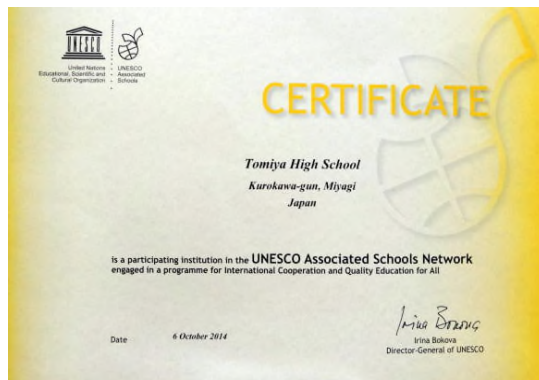 UNESCO
United Nations
Educational, Scientific and
Cultural Organization
UNESCO
Associated
Schools
CERTIFICATE
Tomiya High School
Kurokawa-gun, Miyagi
Japan
is a participating institution in the UNESCO Associated Schools Network
engaged in a programme for International Cooperation and Quality Education for All
Irina Bokova
Date 6 October 2014
Irina Bokova
Director-General of UNESCO